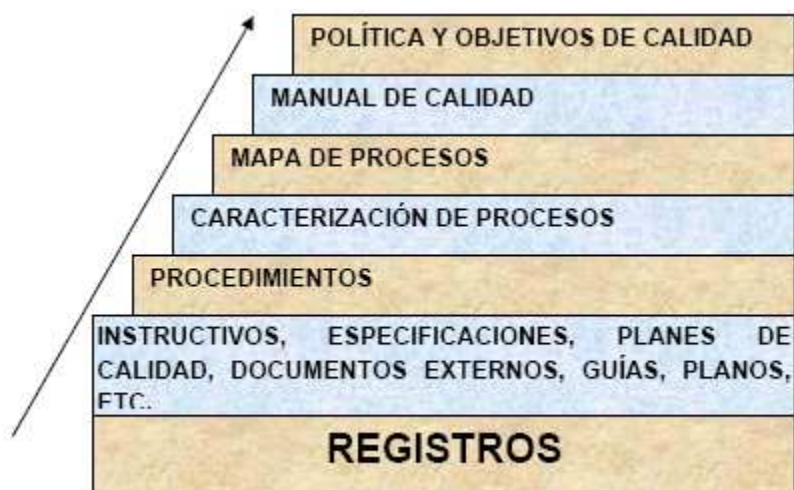 POLÍTICA Y OBJETIVOS DE CALIDAD
MANUAL DE CALIDAD
MAPA DE PROCESOS
CARACTERIZACIÓN DE PROCESOS
PROCEDIMIENTOS
INSTRUCTIVOS, ESPECIFICACIONES, PLANES DE
CALIDAD, DOCUMENTOS EXTERNOS, GUÍAS, PLANOS,
ETC.
REGISTROS